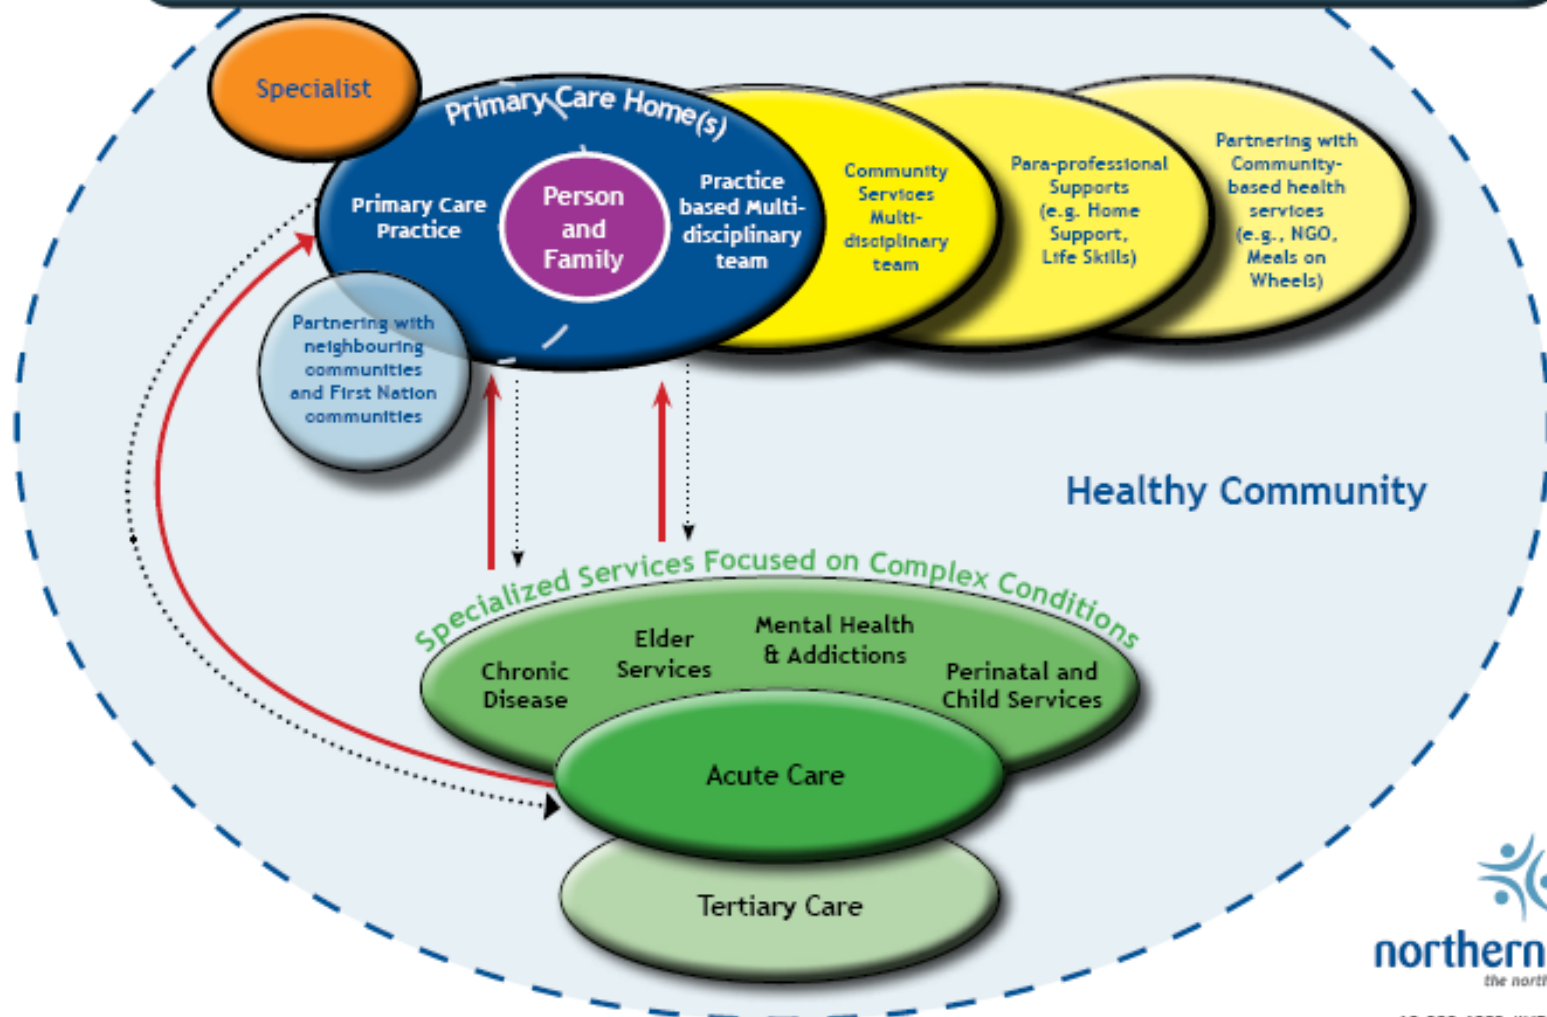 Specialist
Primary Care Home(s)
Primary Care
Practice
Person
and
Family
Practice
based Multi-
disciplinary
team
Community
Services
Multi-
disciplinary
team
Para-professional
Supports
(e.g. Home
Support,
Life Skills)
Partnering with
Community-
based health
services
(e.g., NGO,
Meals on
Wheels)
Partnering with
neighbouring
communities
and First Nation
communities
Healthy Community
Specialized Services Focused on Complex Conditions
Chronic
Disease
Elder
Services
Mental Health
& Addictions
Perinatal and
Child Services
Acute Care
Tertiary Care
northern
the north